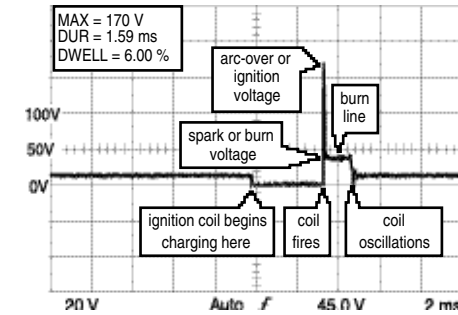 MAX = 170 V
DUR = 1.59 ms
DWELL = 6.00 %
arc-over or
ignition
voltage
burn
line
100V
spark or burn
voltage
50V
0V
ignition coil begins
charging here
coil
fires
coil
oscillations
20 V Auto 45.0 V 2 ms